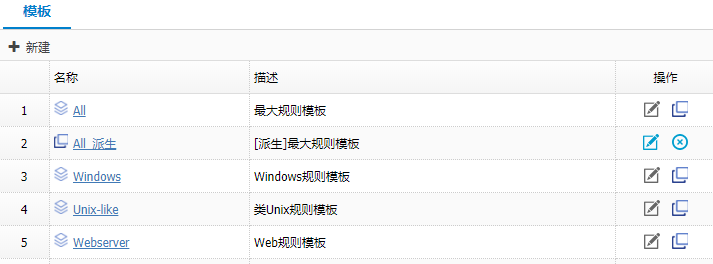 模板
新建
名称 描述 操作
1 All 最大规则模板
2 All_派生 [派生]最大规则模板
3 Windows Windows规则模板
4 Unix-like 类Unix规则模板
5 Webserver Web规则模板